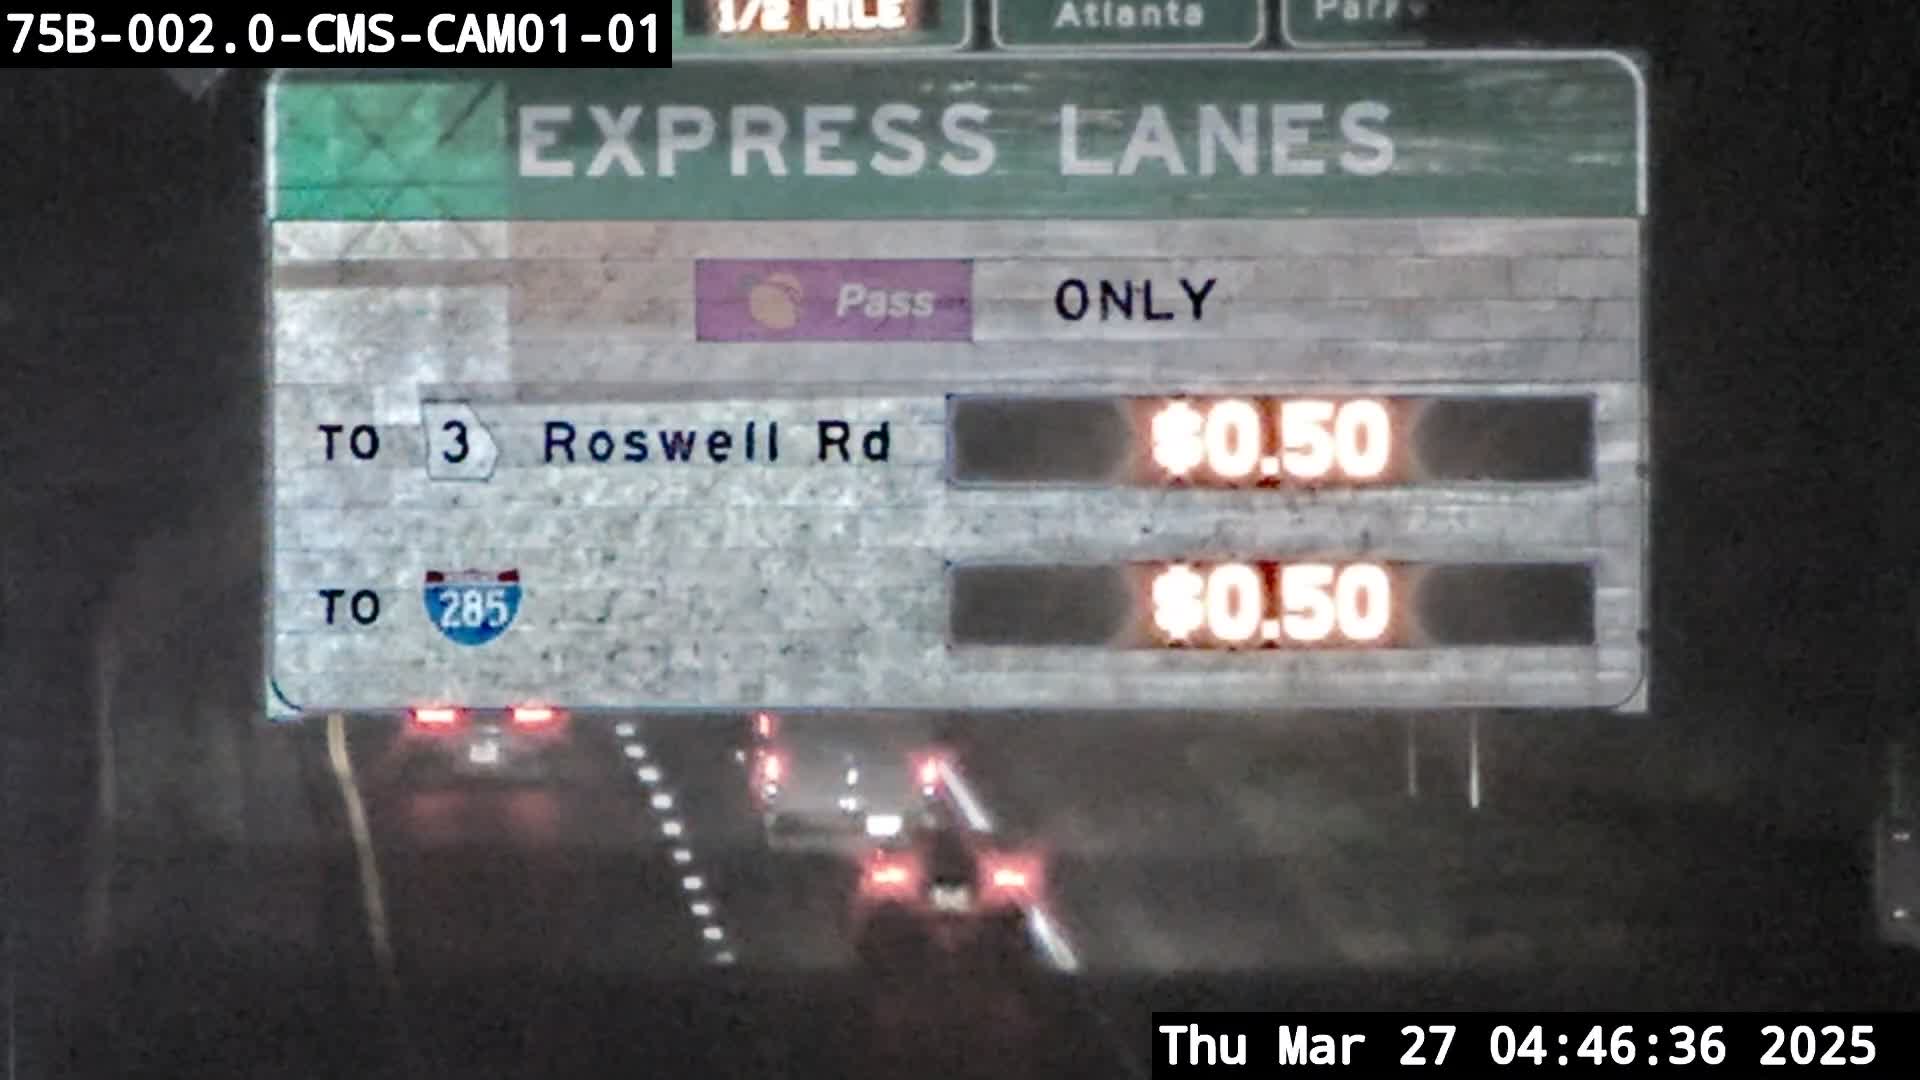 75B-002.0-CMS-CAM01-01
1/2 MILE
Atlanta
EXPRESS LANES
Pass ONLY
TO 3 Roswell Rd $0.50
TO 285 $0.50
Thu Mar 27 04:46:36 2025